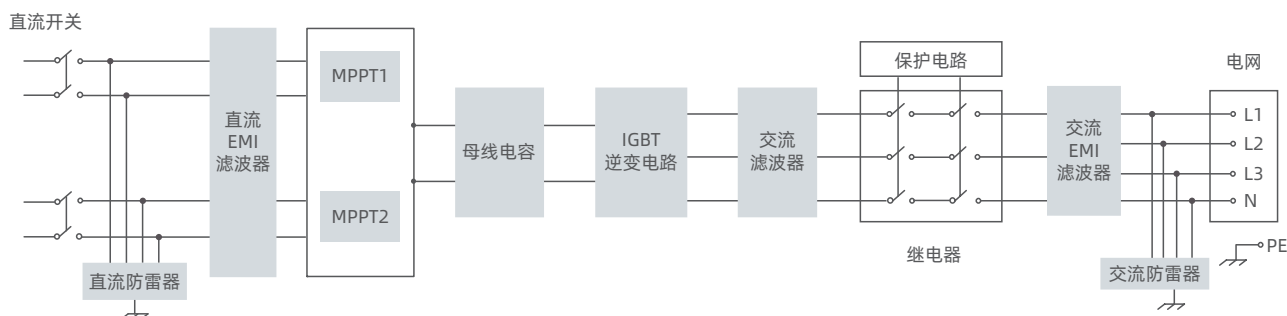 直流开关
直流
EMI
滤波器
MPPT1
MPPT2
直流防雷器
母线电容
IGBT
逆变电路
交流
滤波器
保护电路
继电器
交流
EMI
滤波器
电网
L1
L2
L3
N
PE
交流防雷器